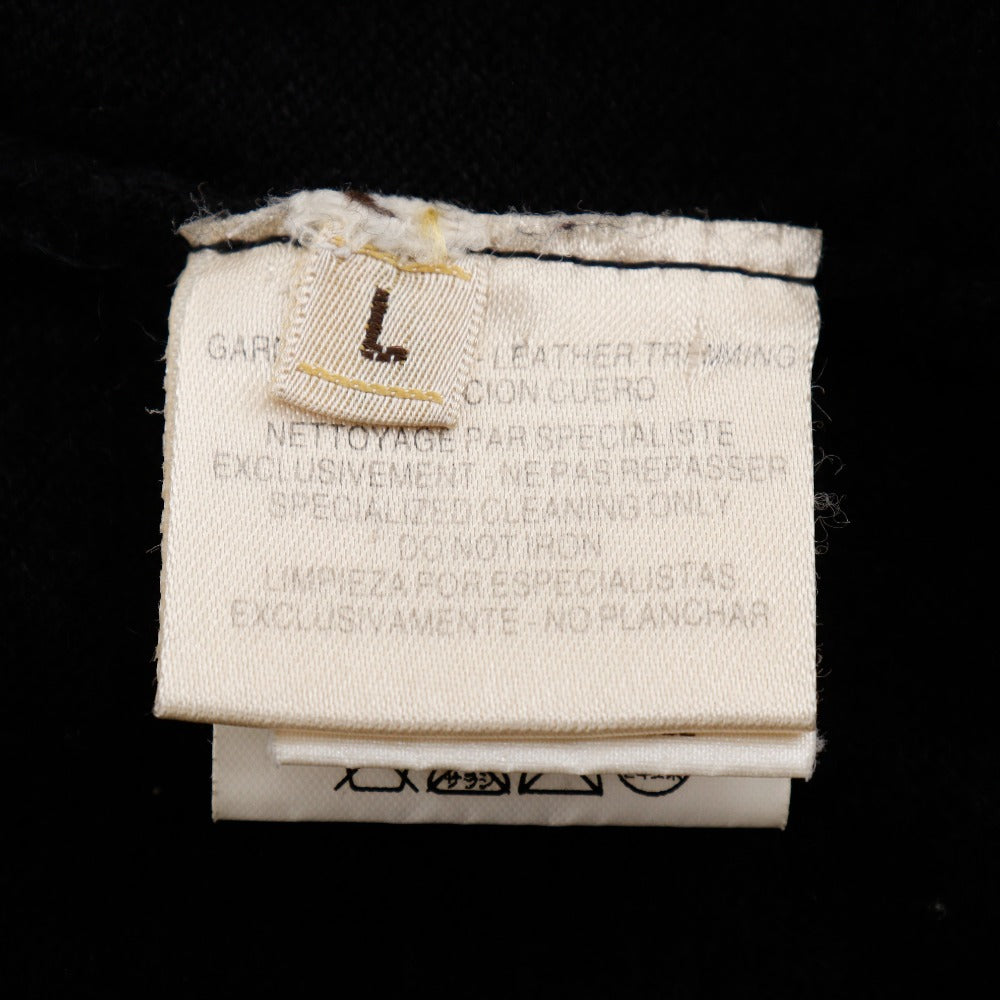 L
- LEATHER TRIMMING
CION CUERO
NETTOYAGE PAR SPECIALISTE
EXCLUSIVEMENT - NE PAS REPASSER
SPECIALIZED CLEANING ONLY
DO NOT IRON
LIMPIEZA POR ESPECIALISTAS
EXCLUSIVAMENTE - NO PLANCHAR